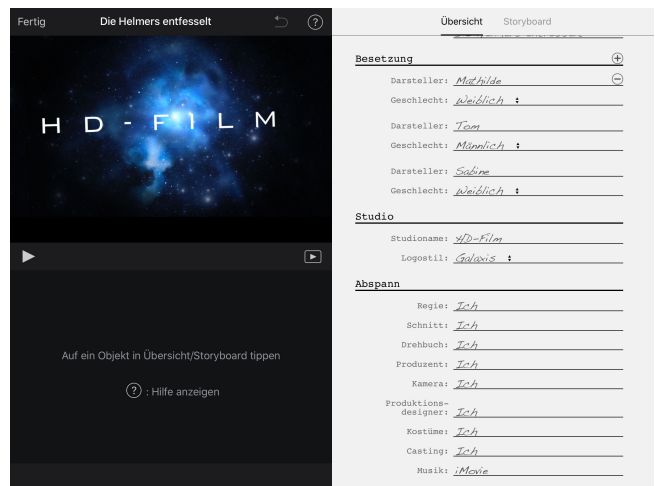 Fertig
Die Helmers entfesselt
?
HD-FILM
Auf ein Objekt in Übersicht/Storyboard tippen
? : Hilfe anzeigen
Übersicht
Storyboard
Besetzung
Darsteller: Mathilde
Geschlecht: Weiblich
Darsteller: Tom
Geschlecht: Männlich
Darsteller: Sabine
Geschlecht: Weiblich
Studio
Studioname: HD-Film
Logostil: Galaxis
Abspann
Regie: Ich
Schnitt: Ich
Drehbuch: Ich
Produzent: Ich
Kamera: Ich
Produktions-
designer: Ich
Kostüme: Ich
Casting: Ich
Musik: iMovie